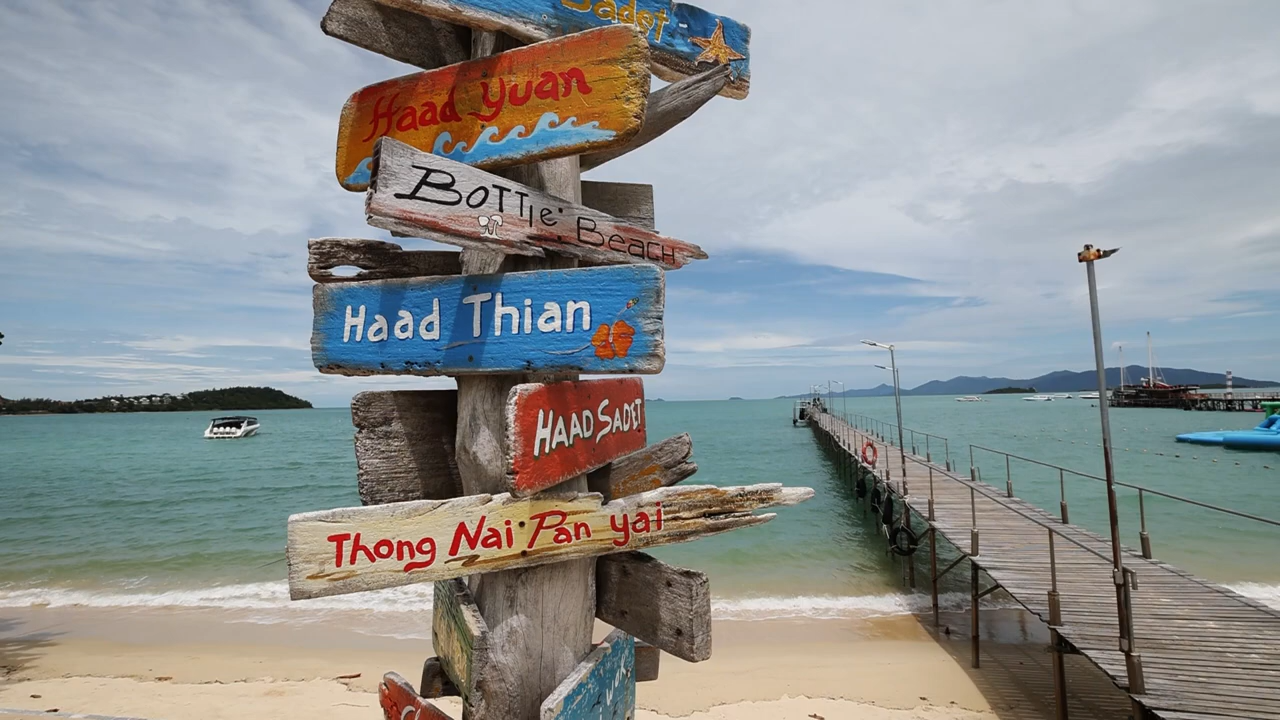 Sadet
Haad Yuan
BOTTle Beach
Haad Thian
HAAD SADET
Thong Nai Pan yai